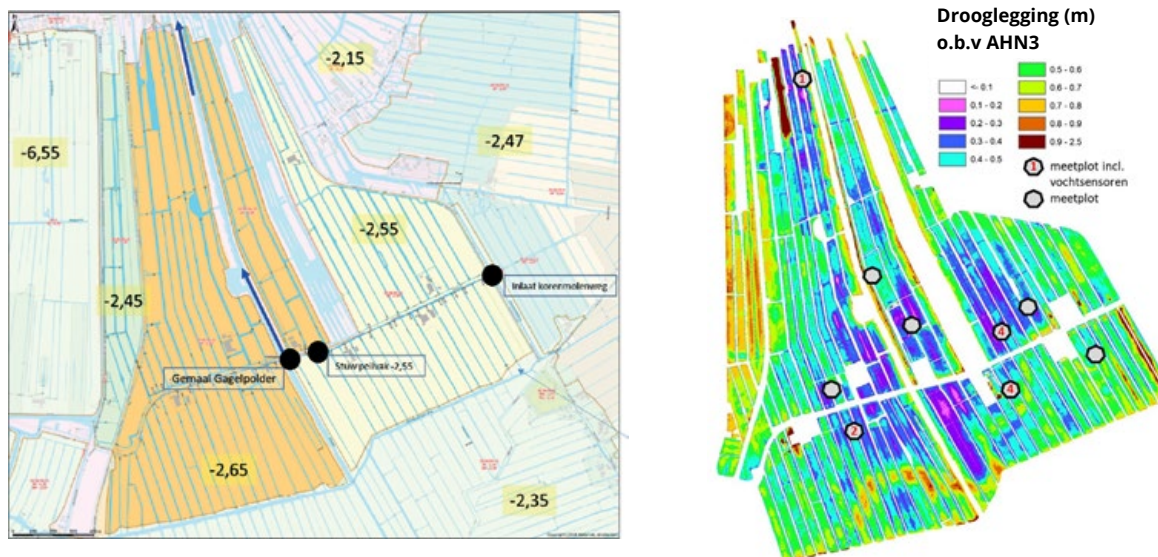 -2,15
-6,55
-2,47
-2,55
Inlaat korenmolenweg
-2,45
Stuw peilvak -2,55
Gemaal Gagelpolder
-2,65
-2,35
Drooglegging (m)
o.b.v AHN3
<- 0.1
0.1 - 0.2
0.2 - 0.3
0.3 - 0.4
0.4 - 0.5
0.5 - 0.6
0.6 - 0.7
0.7 - 0.8
0.8 - 0.9
0.9 - 2.5
1 meetplot incl.
vochtsensoren
meetplot
1
4
4
2